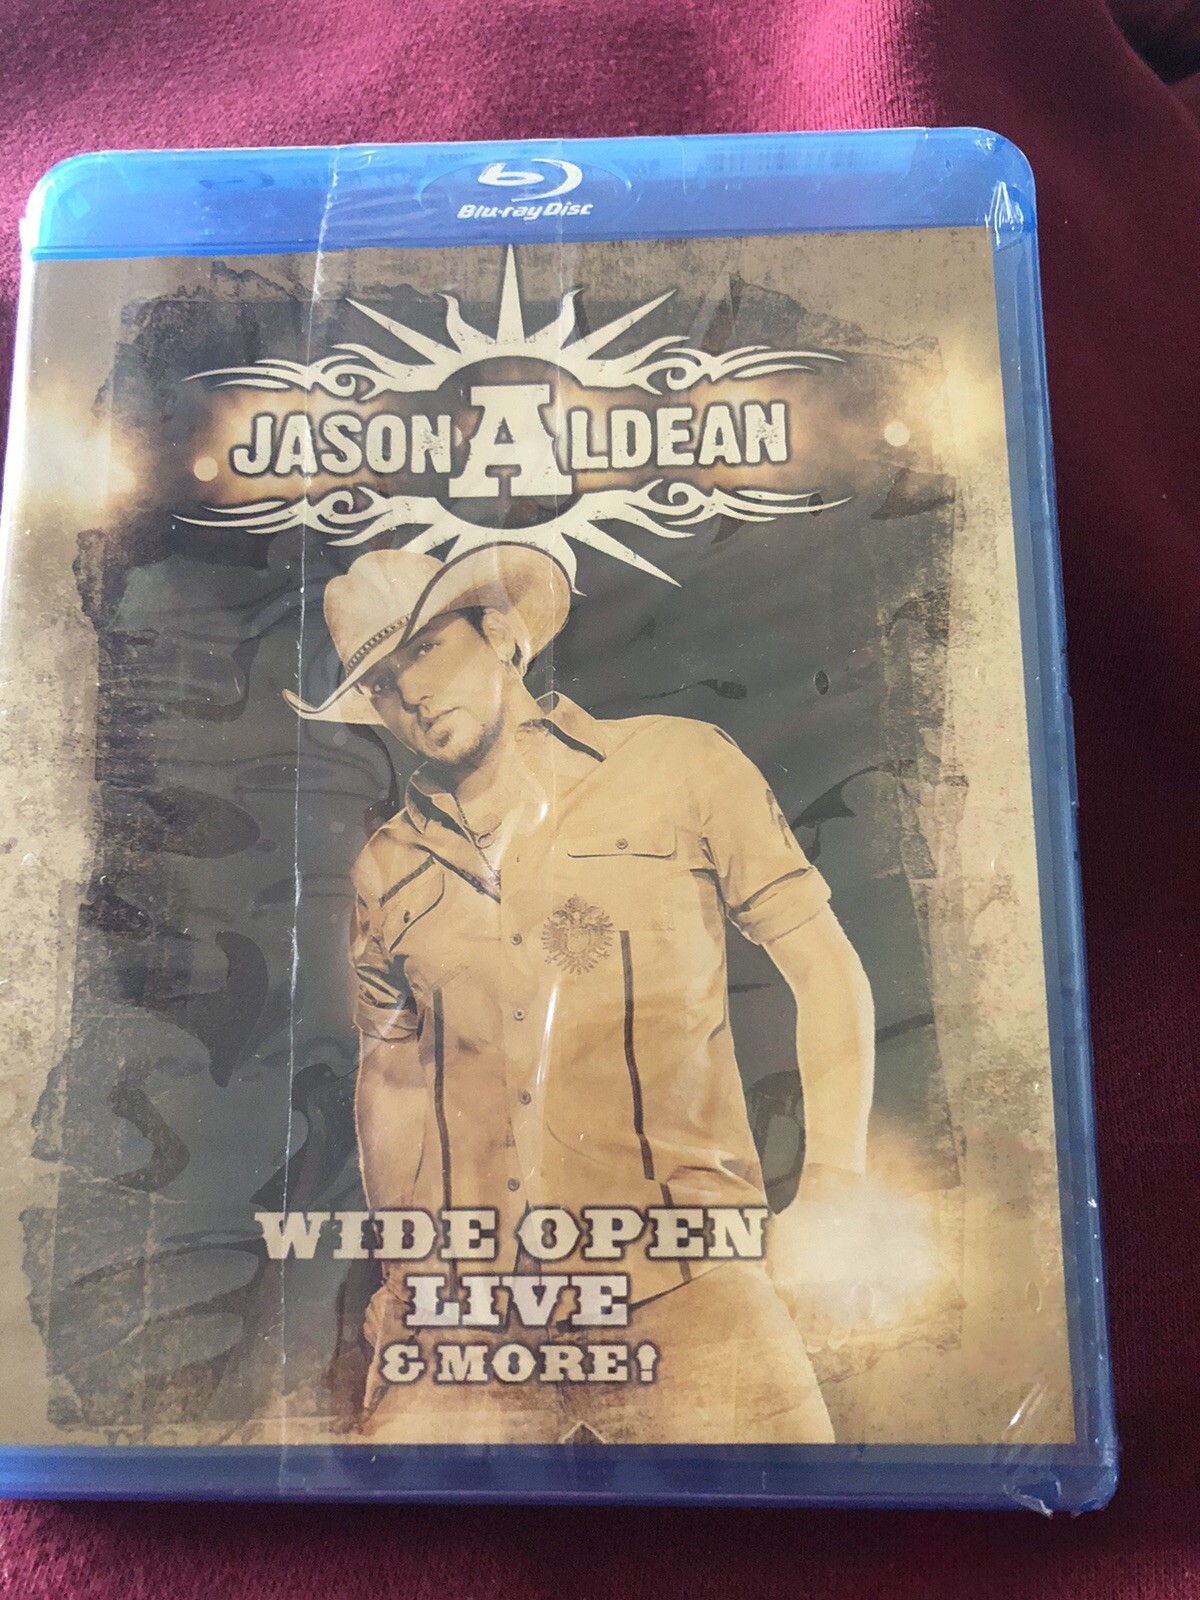 Blu-ray Disc
JASON ALDEAN
WIDE OPEN
LIVE
& MORE!